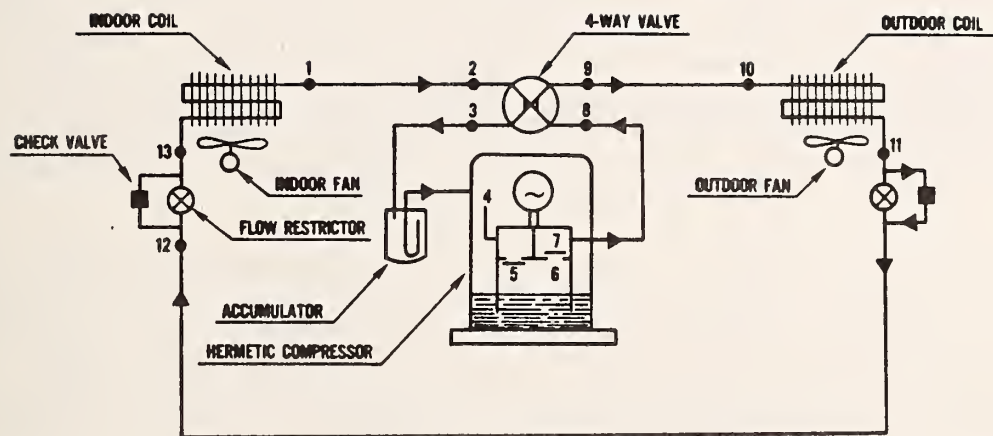 INDOOR COIL
4-WAY VALVE
OUTDOOR COIL
1
2
9
10
3
8
CHECK VALVE
13
INDOOR FAN
FLOW RESTRICTOR
12
4
7
5
6
OUTDOOR FAN
11
ACCUMULATOR
HERMETIC COMPRESSOR